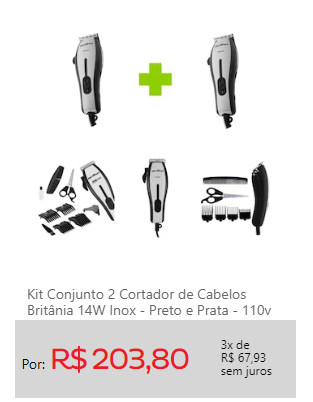 Kit Conjunto 2 Cortador de Cabelos
Britânia 14W Inox - Preto e Prata - 110v
Por: R$ 203,80
3x de
R$ 67,93
sem juros